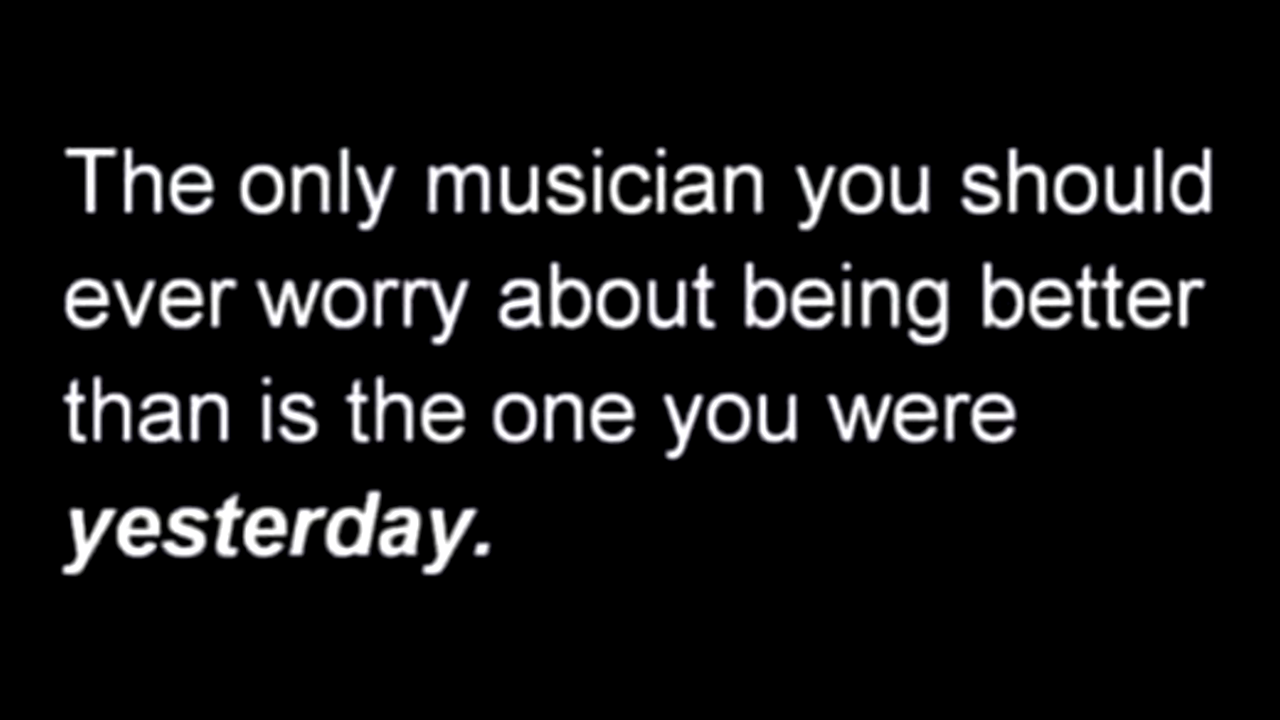 The only musician you should
ever worry about being better
than is the one you were
yesterday.